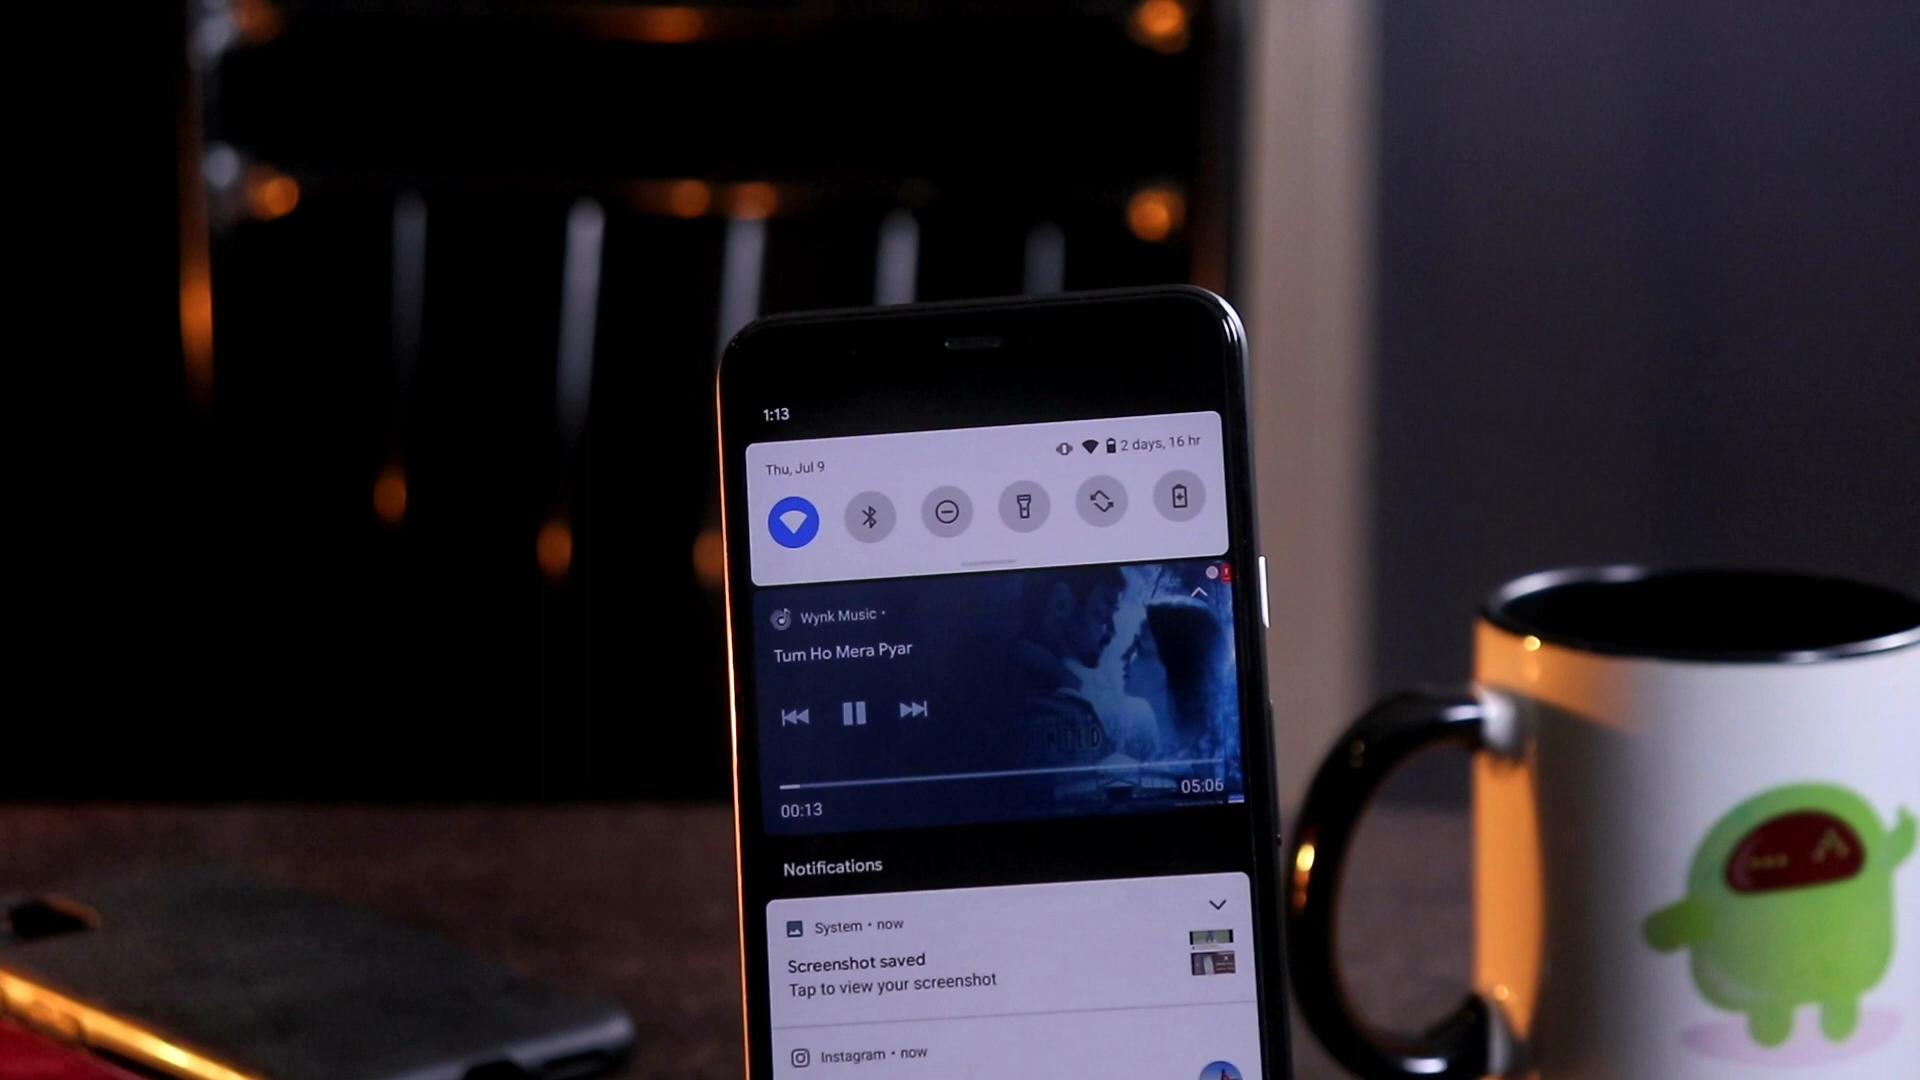 1:13
Thu, Jul 9
2 days, 16 hr
Wynk Music •
Tum Ho Mera Pyar
00:13
05:06
Notifications
System • now
Screenshot saved
Tap to view your screenshot
Instagram • now